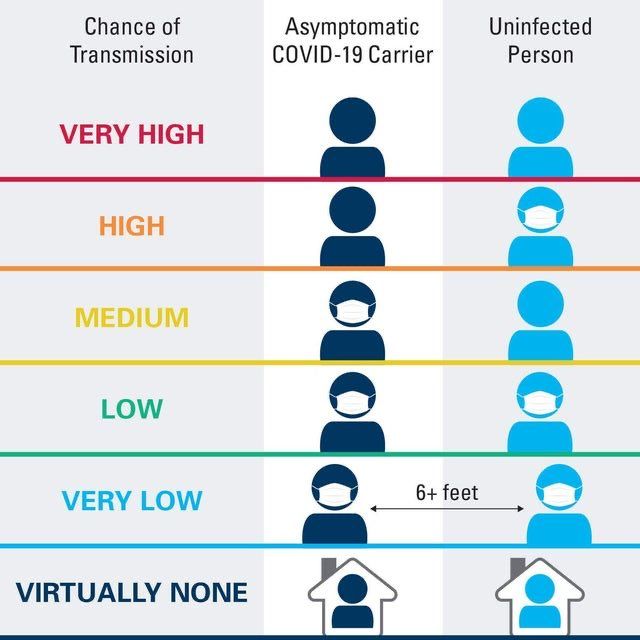 Chance of
Transmission
Asymptomatic
COVID-19 Carrier
Uninfected
Person
VERY HIGH
HIGH
MEDIUM
LOW
VERY LOW
6+ feet
VIRTUALLY NONE